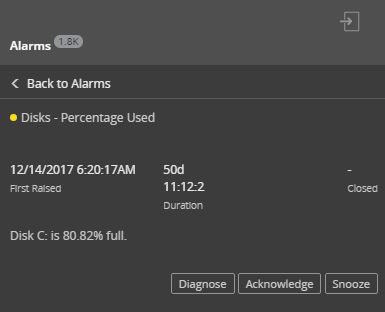 Alarms 1.8K
Back to Alarms
Disks - Percentage Used
12/14/2017 6:20:17AM
First Raised
50d
11:12:2
Duration
-
Closed
Disk C: is 80.82% full.
Diagnose Acknowledge Snooze